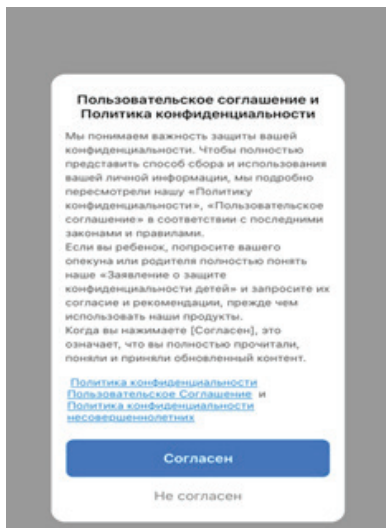 Пользовательское соглашение и
Политика конфиденциальности
Мы понимаем важность защиты вашей
конфиденциальности. Чтобы полностью
представить способ сбора и использования
вашей личной информации, мы подробно
пересмотрели нашу «Политику
конфиденциальности», «Пользовательское
соглашение» в соответствии с последними
законами и правилами.
Если вы ребенок, попросите вашего
опекуна или родителя полностью понять
наше «Заявление о защите
конфиденциальности детей» и запросите их
согласие и рекомендации, прежде чем
использовать наши продукты.
Когда вы нажимаете [Согласен], это
означает, что вы полностью прочитали,
поняли и приняли обновленный контент.
Политика конфиденциальности
Пользовательское Соглашение и
Политика конфиденциальности
несовершеннолетних
Согласен
Не согласен